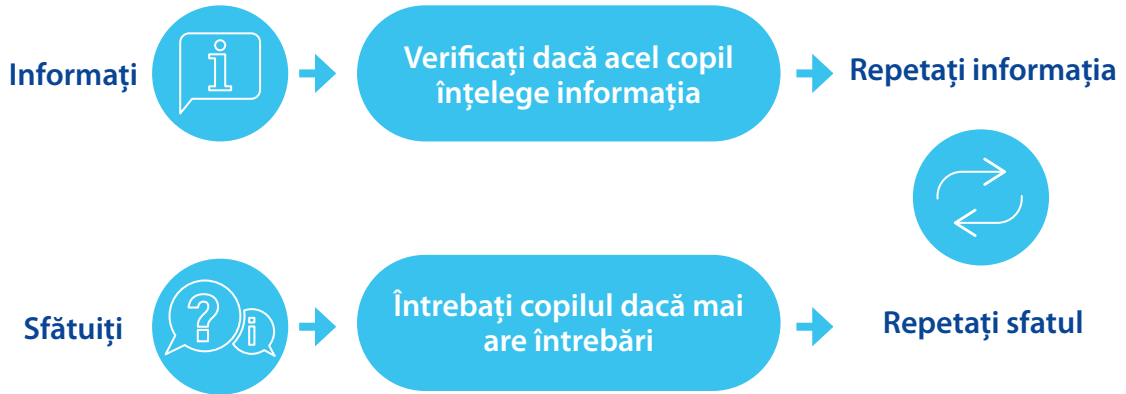 Informați
Verificați dacă acel copil
înțelege informația
Repetați informația
Sfătuiți
Întrebați copilul dacă mai
are întrebări
Repetați sfatul